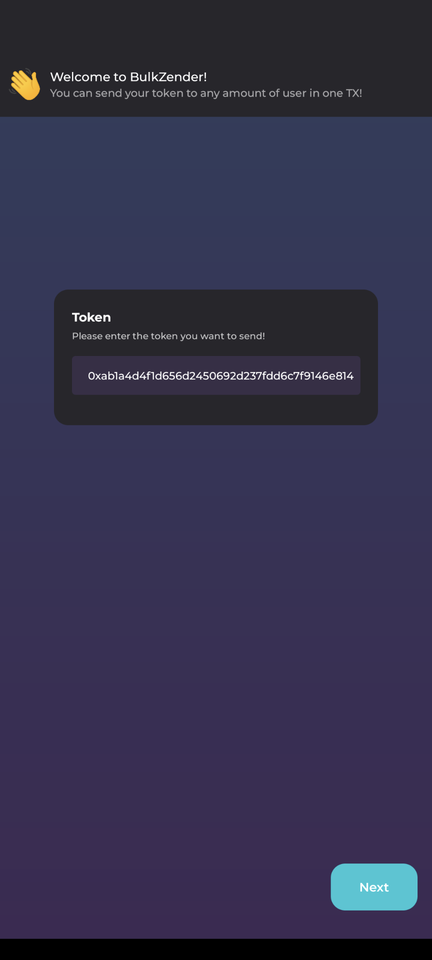 Welcome to BulkZender!
You can send your token to any amount of user in one TX!
Token
Please enter the token you want to send!
0xab1a4d4f1d656d2450692d237fdd6c7f9146e814
Next